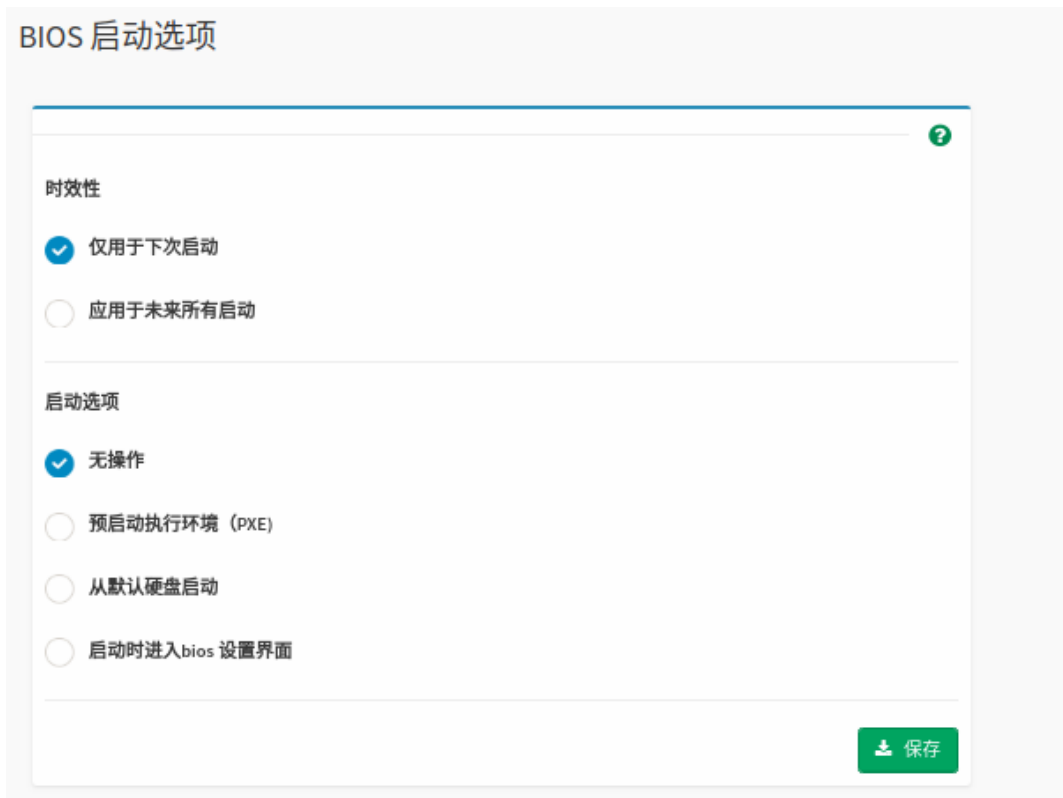 BIOS 启动选项
时效性
仅用于下次启动
应用于未来所有启动
启动选项
无操作
预启动执行环境（PXE)
从默认硬盘启动
启动时进入bios 设置界面
保存